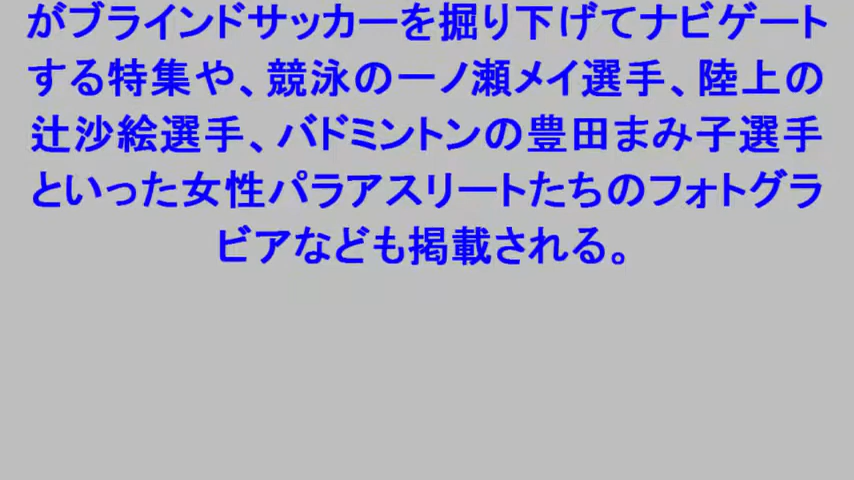 がブラインドサッカーを掘り下げてナビゲート
する特集や、競泳の一ノ瀬メイ選手、陸上の
辻沙絵選手、バドミントンの豊田まみ子選手
といった女性パラアスリートたちのフォトグラ
ビアなども掲載される。